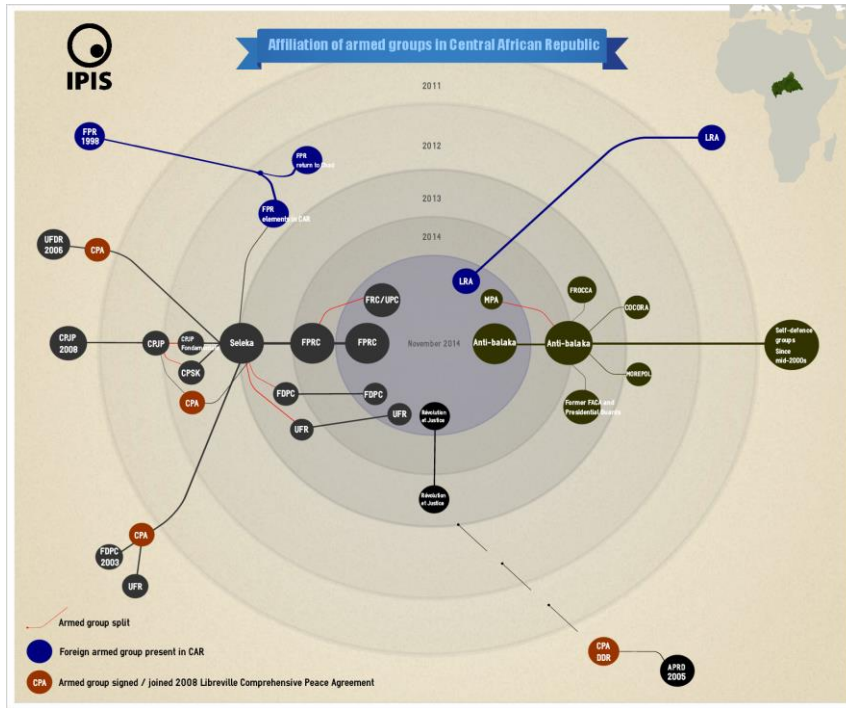 Affiliation of armed groups in Central African Republic
IPIS
2011
2012
2013
2014
November 2014
FPR
1998
FPR
return to
FPR
elements in CAR
LRA
LRA
UFDR
2006
CPA
CPJP
2008
CPJP
CPJP
Fondamentale
CPSK
CPA
Seleka
FPRC
FPRC
FRC/UPC
FDPC
FDPC
UFR
UFR
CPA
FDPC
2003
UFR
MPA
Anti-balaka
Anti-balaka
FROCCA
COCORA
MOREPOL
Former FACA and
Presidential Guards
Self-defence
groups
Since
mid-2000s
Révolution
et Justice
Révolution
et Justice
CPA
DDR
APRD
2005
Armed group split
Foreign armed group present in CAR
CPA
Armed group signed / joined 2008 Libreville Comprehensive Peace Agreement